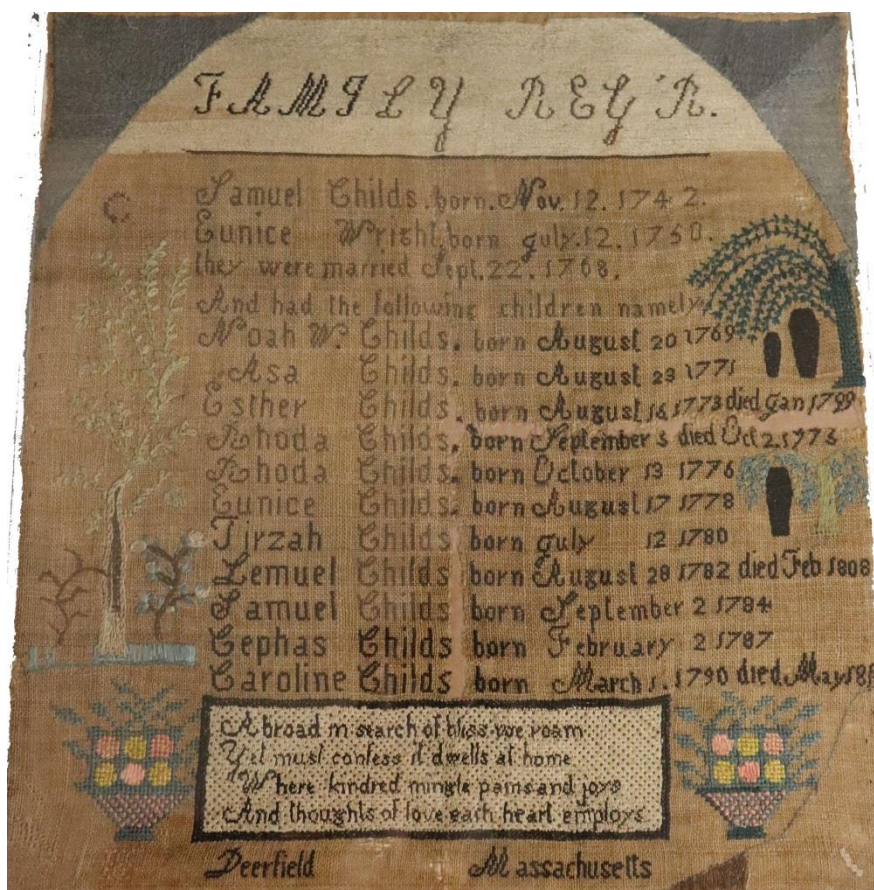 FAMILY REG'R.
Samuel Childs. born. Nov. 12. 1742.
Eunice Wright. born July. 12. 1750.
they were married Sept. 22. 1768.
And had the following children namely
Noah W. Childs. born August 20 1769
Asa Childs. born August 23 1771
Esther Childs. born August 16 1773 died Jan 1799
Rhoda Childs. born September 3 died Oct 2 1775
Rhoda Childs. born October 13 1776
Eunice Childs. born August 17 1778
Tirzah Childs born July 12 1780
Lemuel Childs born August 28 1782 died Feb 1808
Samuel Childs born September 2 1784
Cephas Childs born February 2 1787
Caroline Childs born March 1. 1790 died May
Abroad in search of bliss we roam
Yet must confess it dwells at home
Where kindred mingle pains and joys
And thoughts of love each heart employs
Deerfield Massachusetts